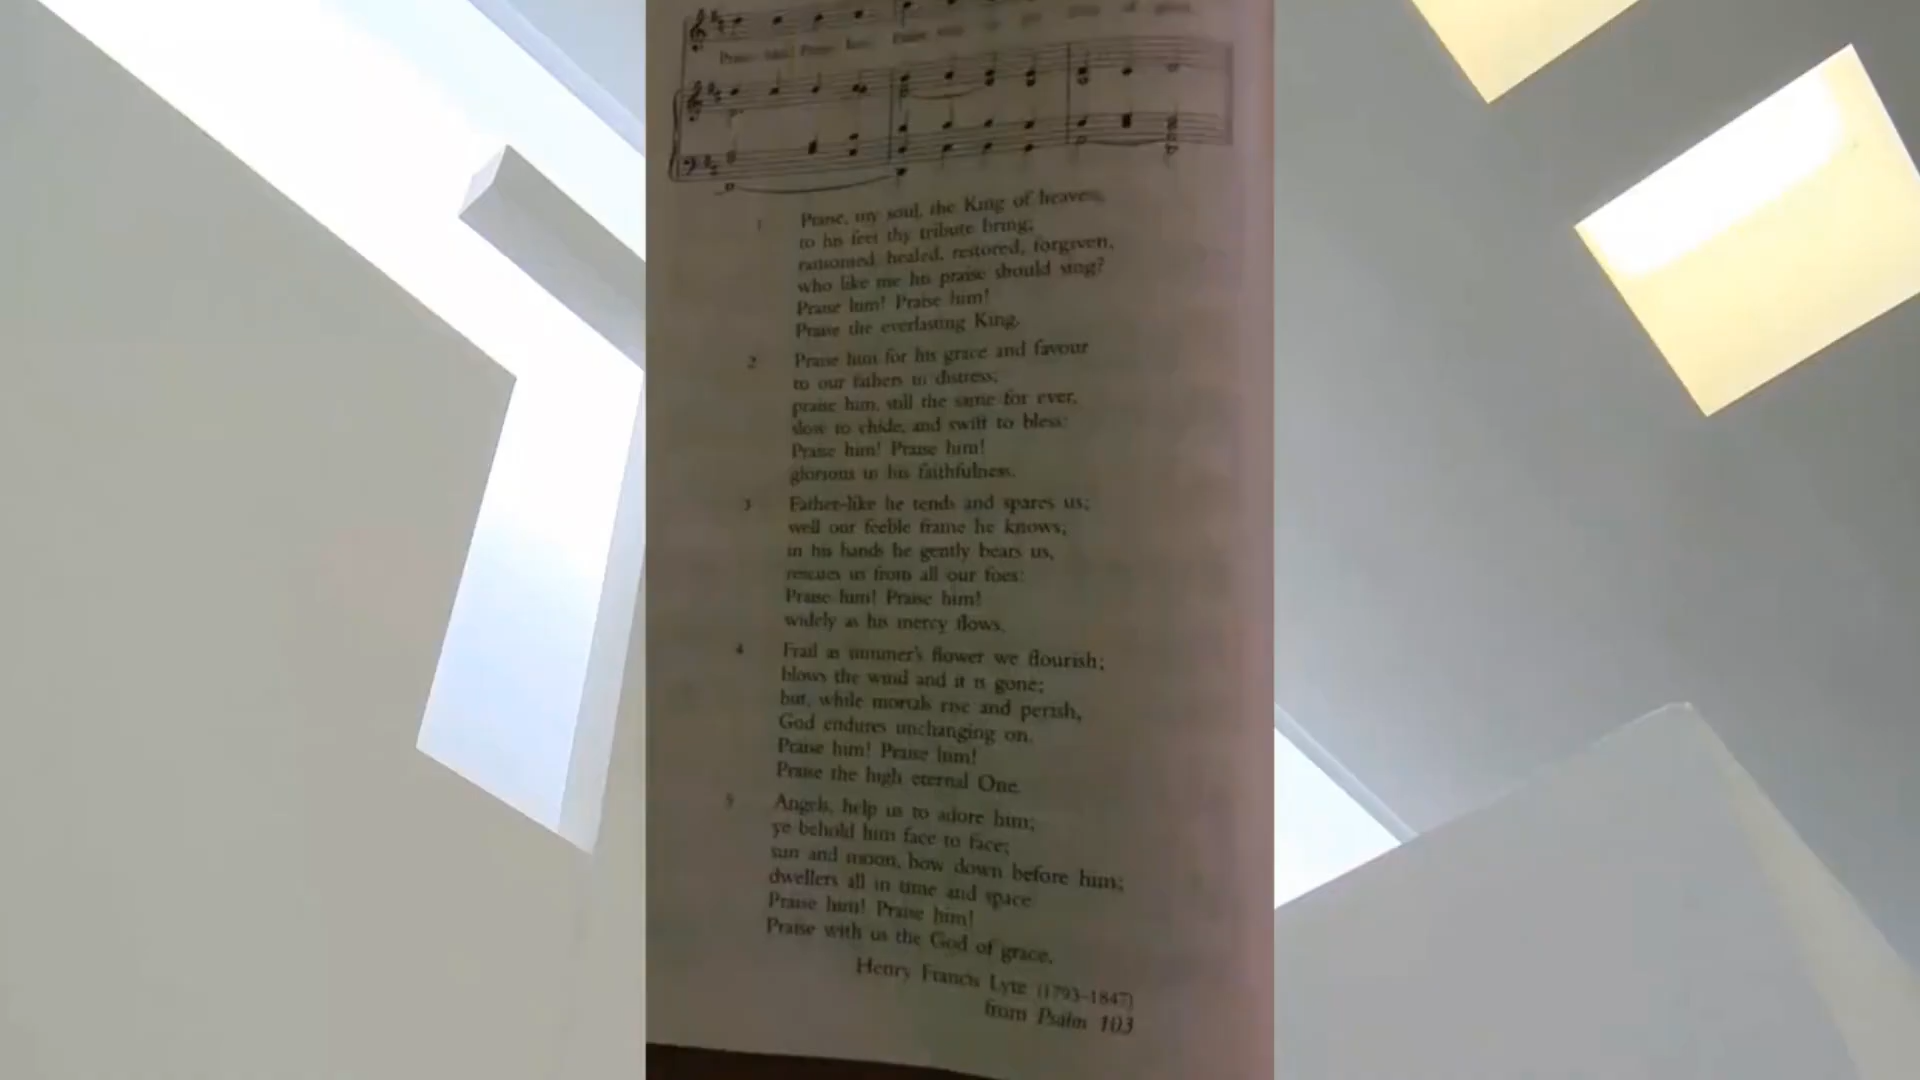 Praise him! Praise him! Praise
1 Praise, my soul, the King of heaven,
to his feet thy tribute bring;
ransomed, healed, restored, forgiven,
who like me his praise should sing?
Praise him! Praise him!
Praise the everlasting King.
2 Praise him for his grace and favour
to our fathers in distress;
praise him, still the same for ever,
slow to chide, and swift to bless:
Praise him! Praise him!
glorious in his faithfulness.
3 Father-like he tends and spares us;
well our feeble frame he knows;
in his hands he gently bears us,
rescues us from all our foes:
Praise him! Praise him!
widely as his mercy flows.
4 Frail as summer's flower we flourish;
blows the wind and it is gone;
but, while mortals rise and perish,
God endures unchanging on.
Praise him! Praise him!
Praise the high eternal One.
5 Angels, help us to adore him;
ye behold him face to face;
sun and moon, bow down before him;
dwellers all in time and space
Praise him! Praise him!
Praise with us the God of grace.
Henry Francis Lyte (1793–1847)
from Psalm 103